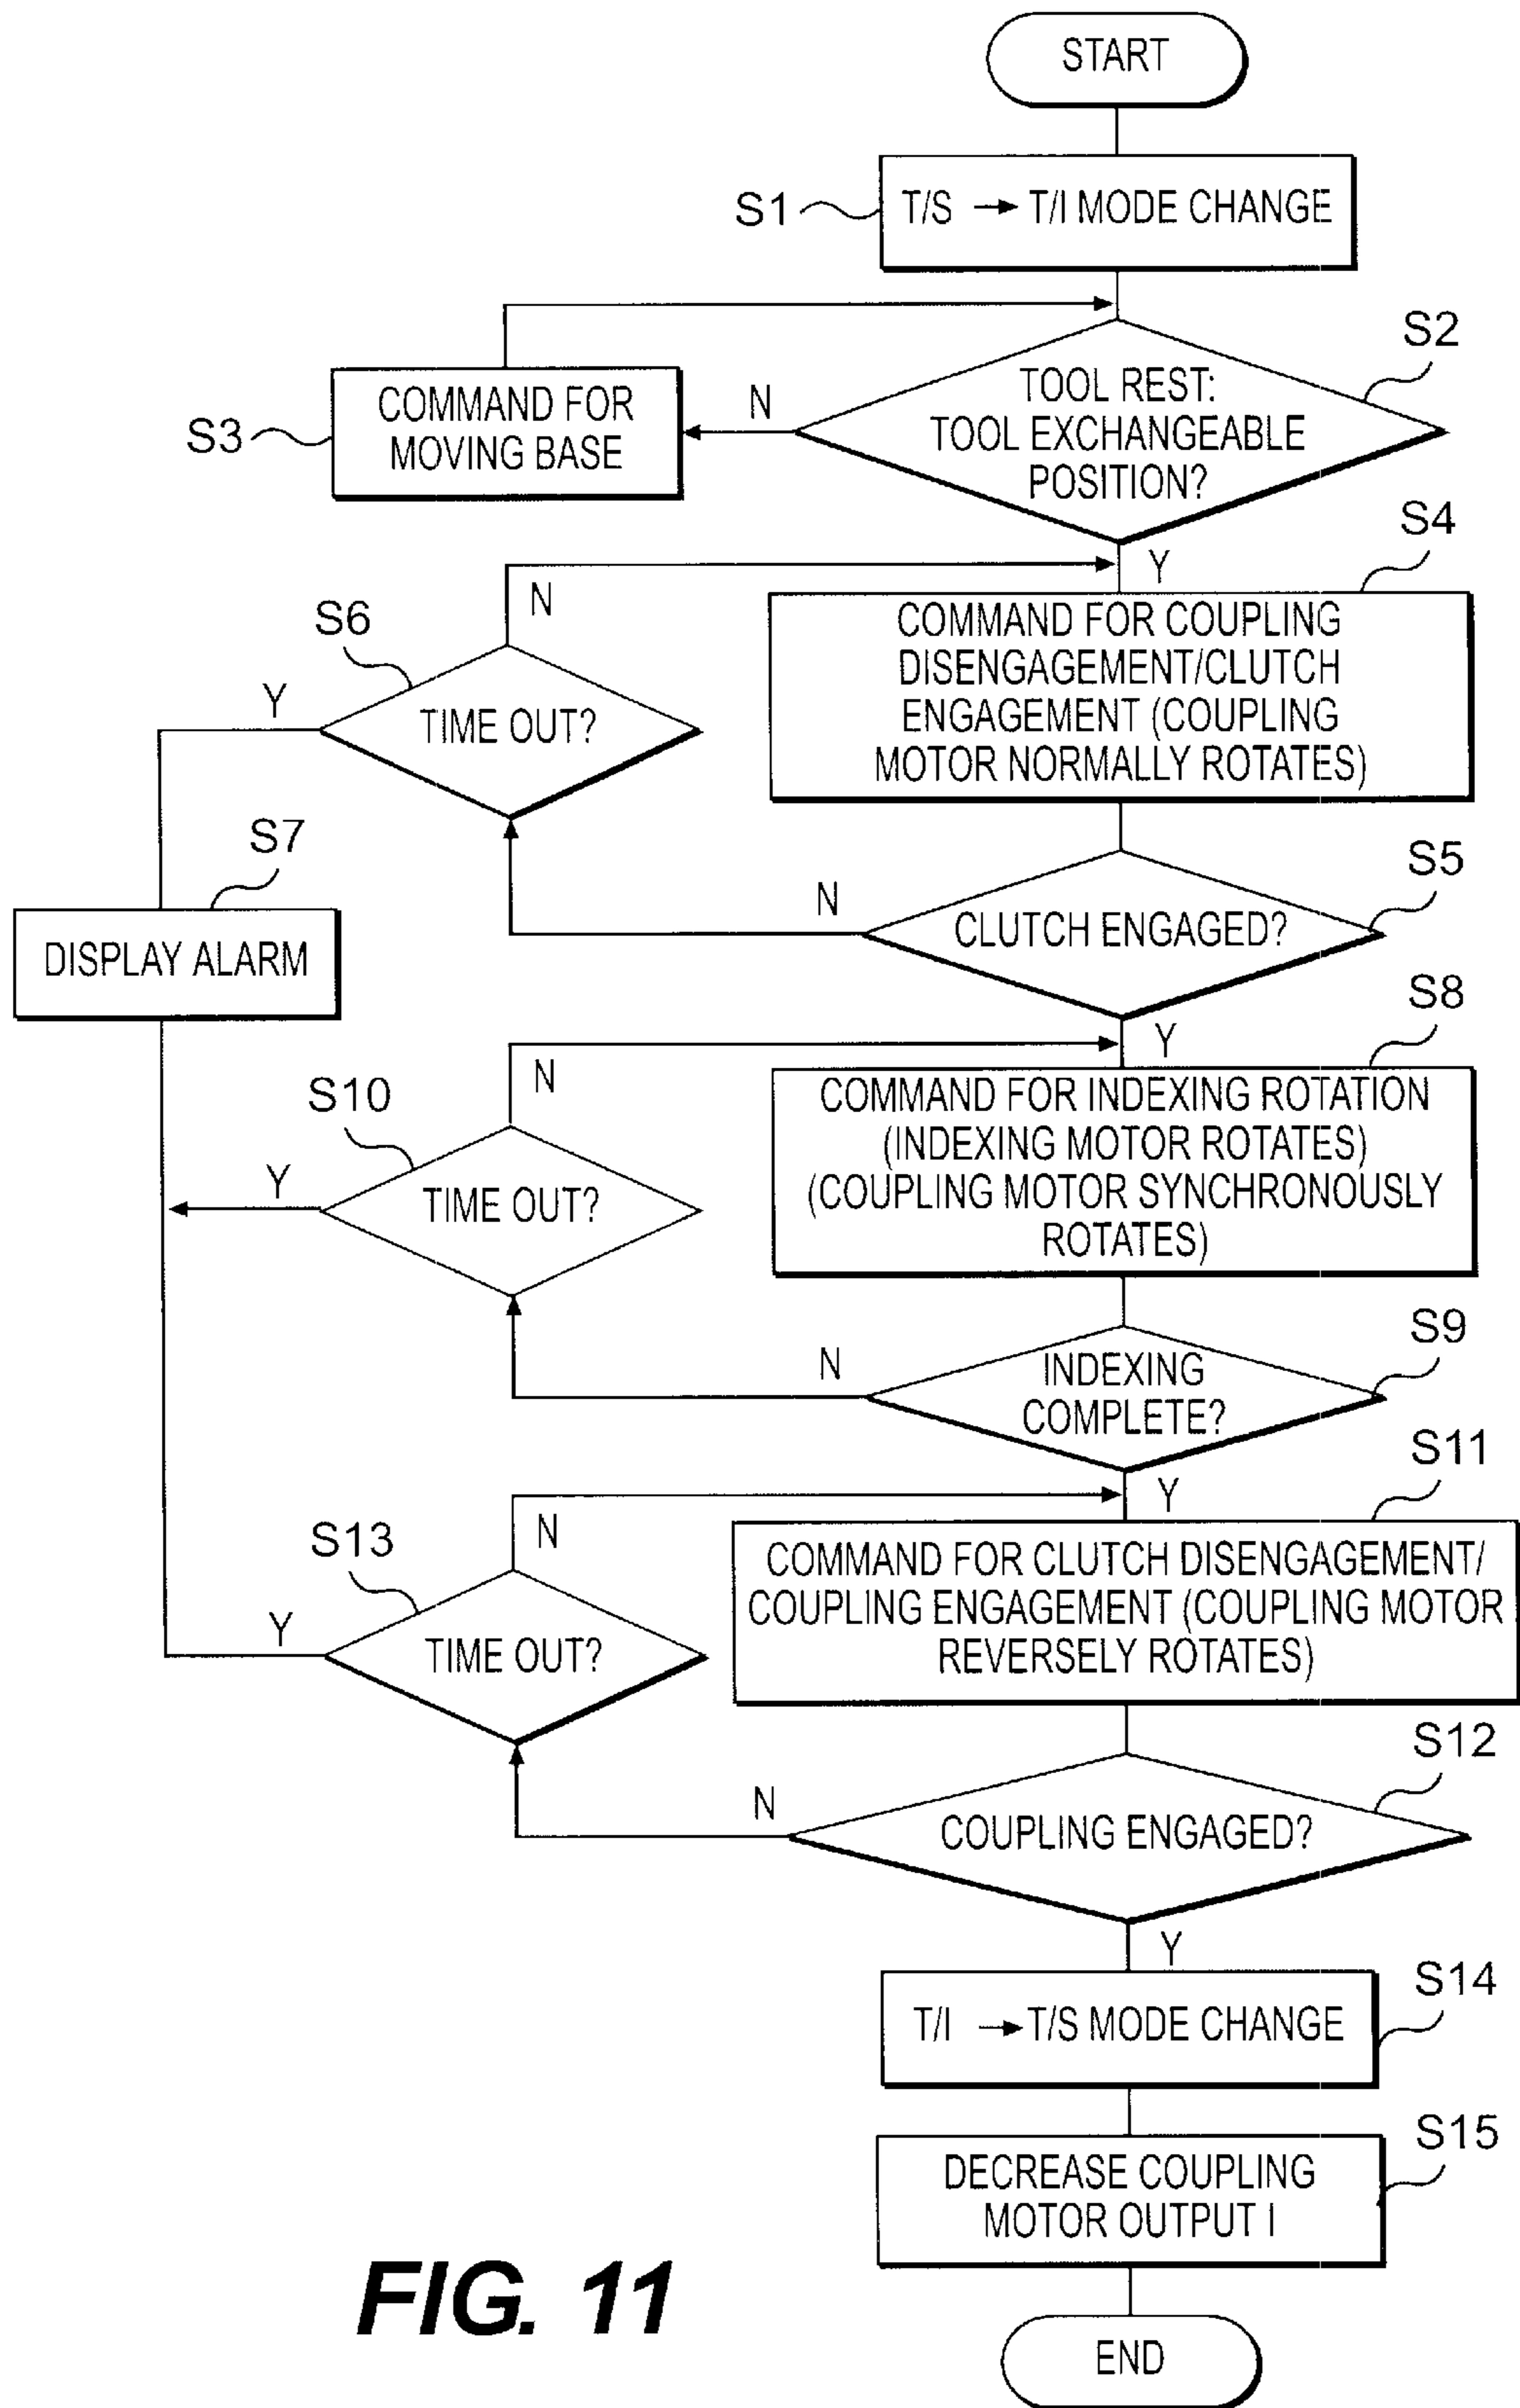 START
S1
T/S → T/I MODE CHANGE
S2
TOOL REST:
TOOL EXCHANGEABLE
POSITION?
N
S3
COMMAND FOR
MOVING BASE
Y
S4
COMMAND FOR COUPLING
DISENGAGEMENT/CLUTCH
ENGAGEMENT (COUPLING
MOTOR NORMALLY ROTATES)
N
S6
TIME OUT?
Y
S7
DISPLAY ALARM
S5
CLUTCH ENGAGED?
N
Y
S8
COMMAND FOR INDEXING ROTATION
(INDEXING MOTOR ROTATES)
(COUPLING MOTOR SYNCHRONOUSLY
ROTATES)
N
S10
TIME OUT?
Y
S9
INDEXING
COMPLETE?
N
Y
S11
COMMAND FOR CLUTCH DISENGAGEMENT/
COUPLING ENGAGEMENT (COUPLING MOTOR
REVERSELY ROTATES)
N
S13
TIME OUT?
Y
S12
COUPLING ENGAGED?
N
Y
S14
T/I → T/S MODE CHANGE
S15
DECREASE COUPLING
MOTOR OUTPUT I
END
FIG. 11